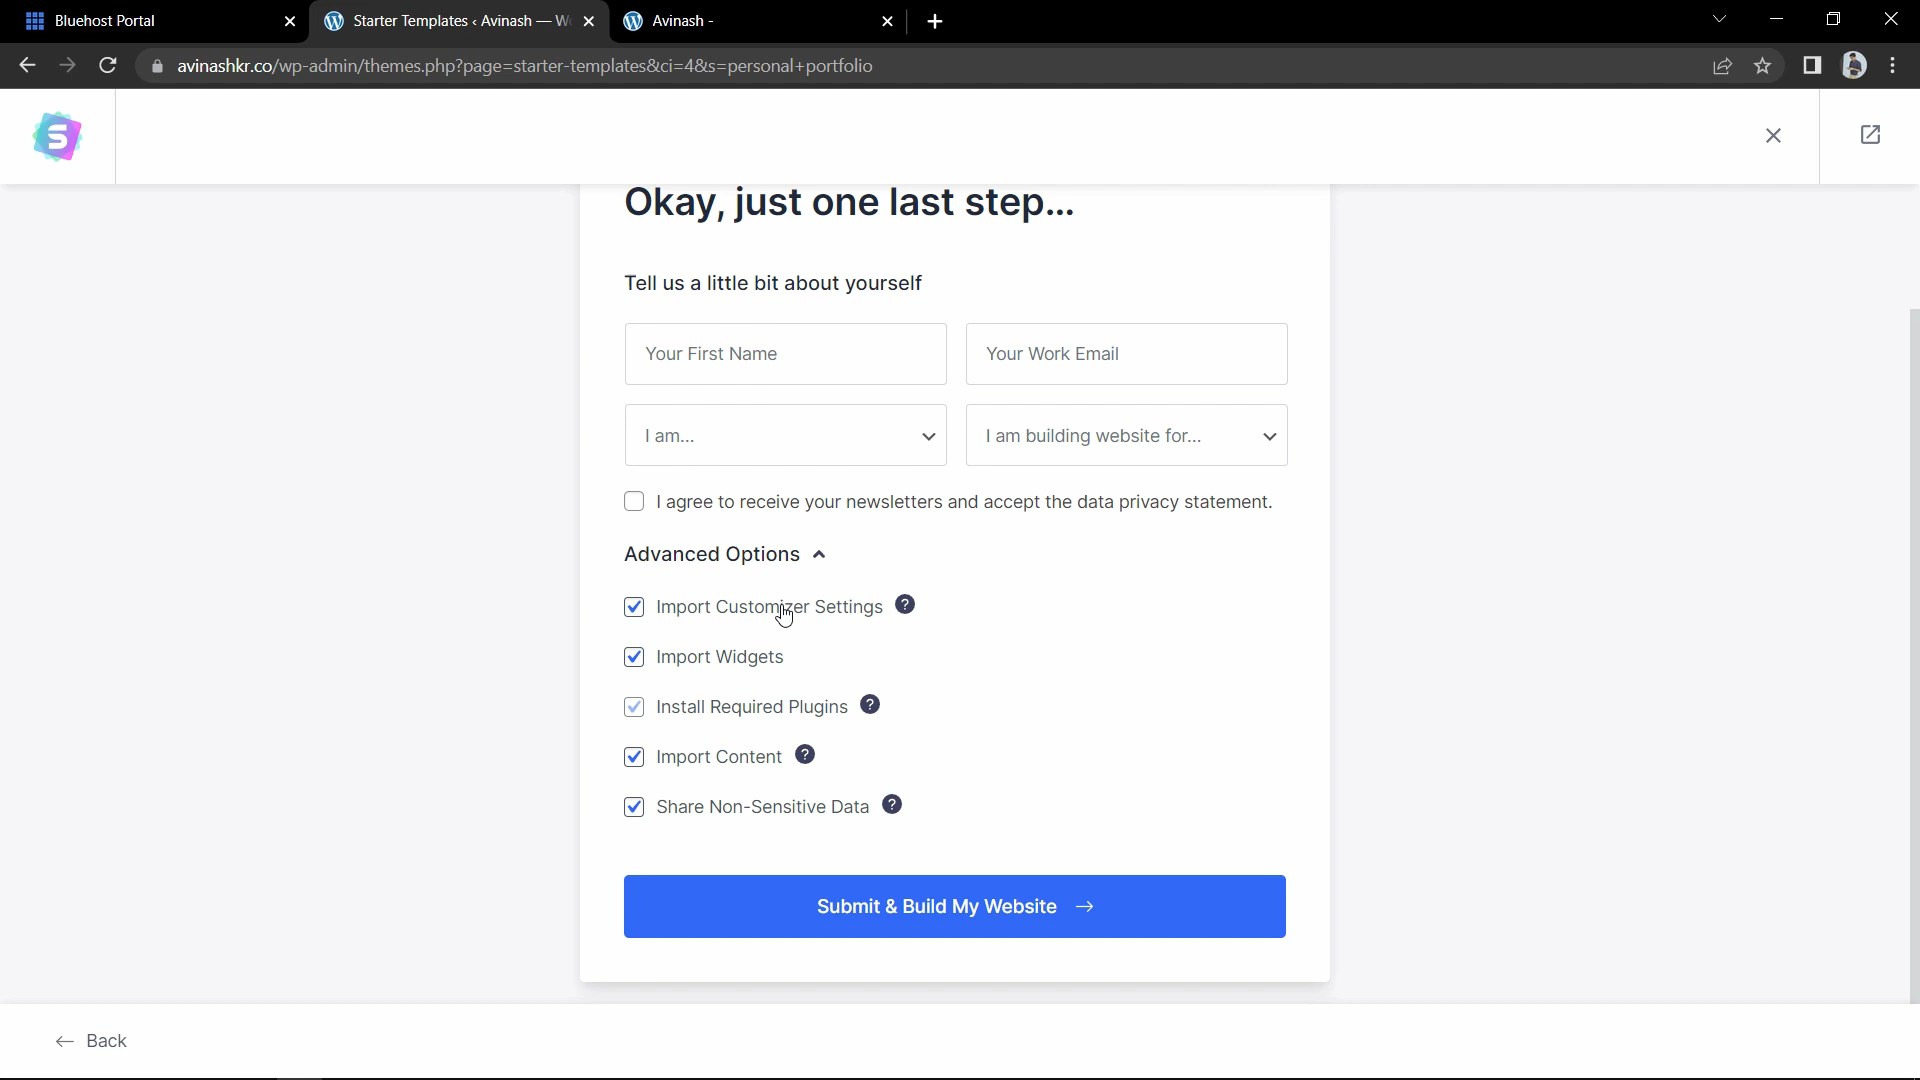 Bluehost Portal
Starter Templates ‹ Avinash — W
Avinash -
avinashkr.co/wp-admin/themes.php?page=starter-templates&ci=4&s=personal+portfolio
S
Okay, just one last step...
Tell us a little bit about yourself
Your First Name
Your Work Email
I am...
I am building website for...
I agree to receive your newsletters and accept the data privacy statement.
Advanced Options
Import Customizer Settings ?
Import Widgets
Install Required Plugins ?
Import Content ?
Share Non-Sensitive Data ?
Submit & Build My Website →
← Back